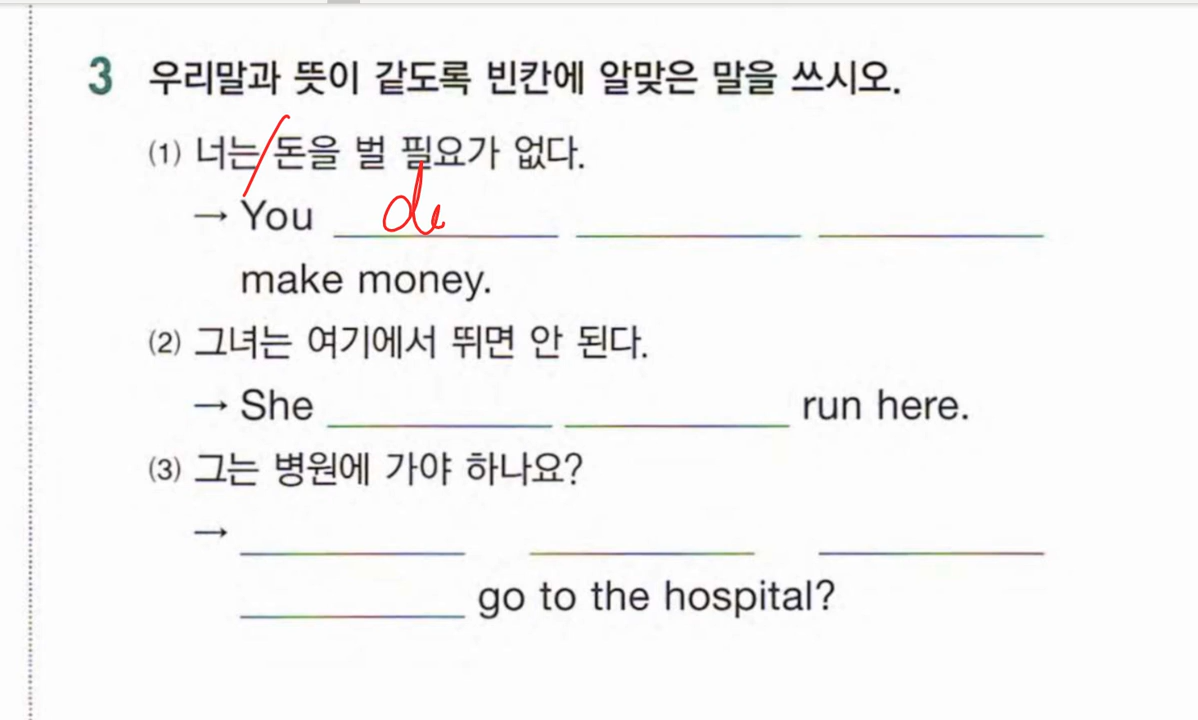 3 우리말과 뜻이 같도록 빈칸에 알맞은 말을 쓰시오.
(1) 너는 돈을 벌 필요가 없다.
→ You
make money.
(2) 그녀는 여기에서 뛰면 안 된다.
→ She run here.
(3) 그는 병원에 가야 하나요?
→
go to the hospital?